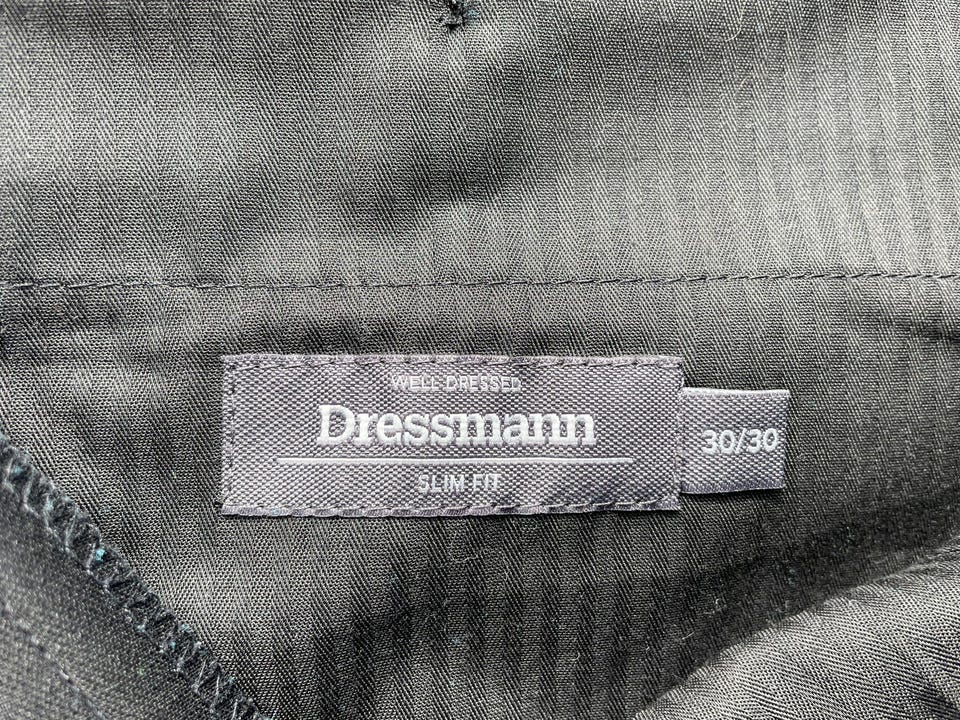 WELL DRESSED
Dressmann
SLIM FIT
30/30